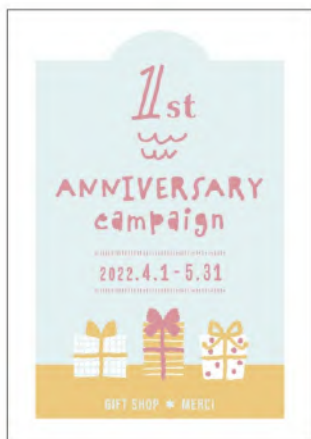 1st
ANNIVERSARY
campaign
2022.4.1-5.31
GIFT SHOP * MERCI